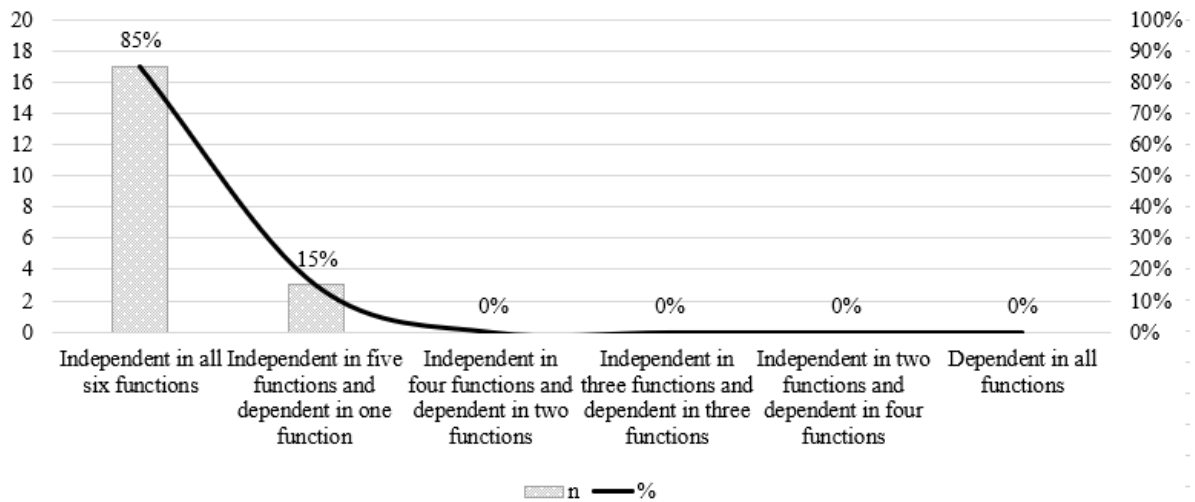 20
18
16
14
12
10
8
6
4
2
0
100%
90%
80%
70%
60%
50%
40%
30%
20%
10%
0%
85%
15%
0%
0%
0%
0%
Independent in all
six functions
Independent in five
functions and
dependent in one
function
Independent in
four functions and
dependent in two
functions
Independent in
three functions and
dependent in three
functions
Independent in two
functions and
dependent in four
functions
Dependent in all
functions
n
%